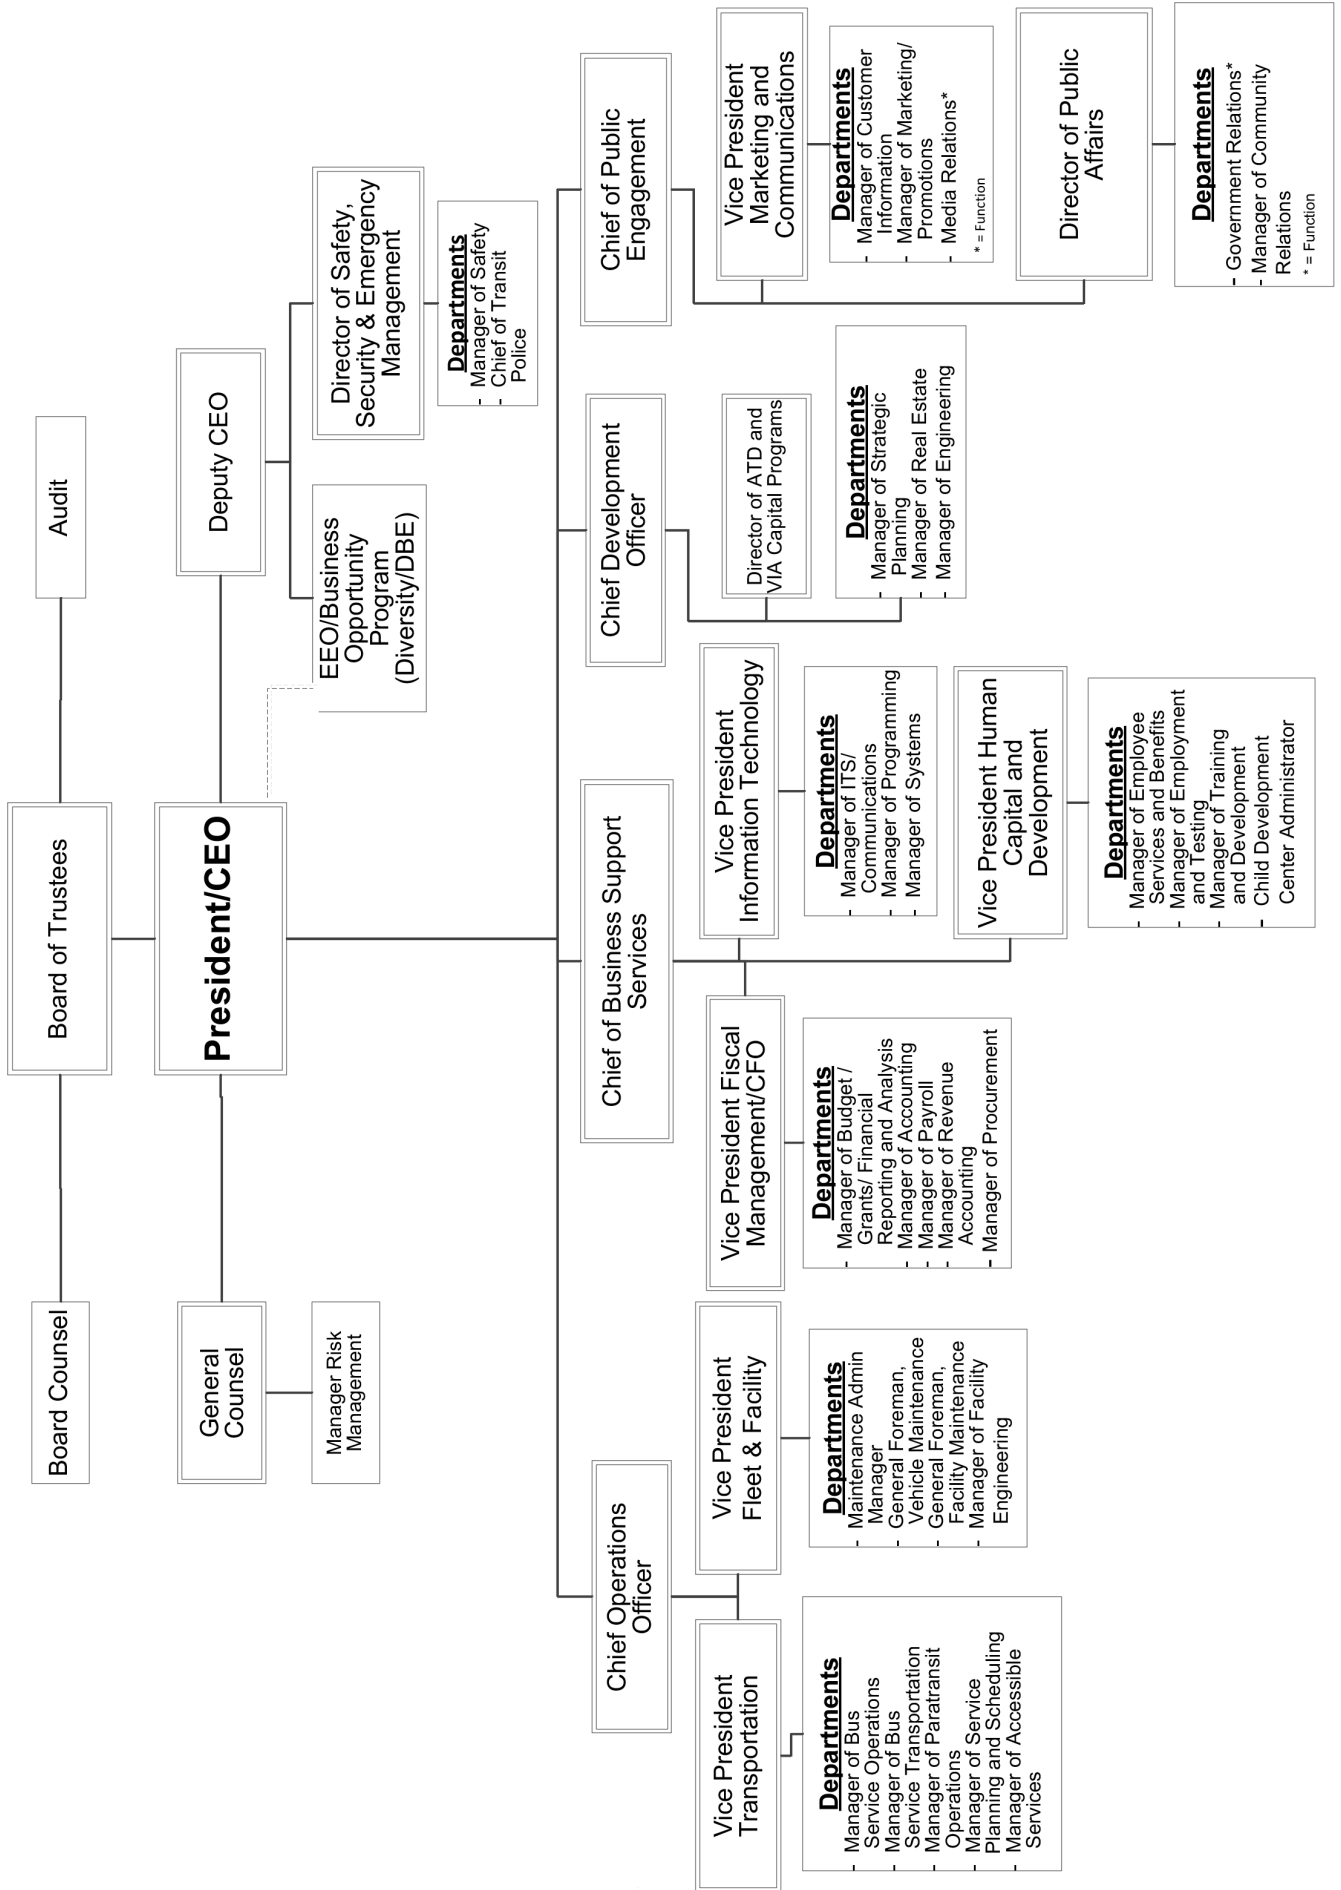 Board Counsel
Board of Trustees
Audit
General
Counsel
President/CEO
Deputy CEO
Manager Risk
Management
EEO/Business
Opportunity
Program
(Diversity/DBE)
Director of Safety,
Security & Emergency
Management
Departments
- Manager of Safety
- Chief of Transit
Police
Chief Operations
Officer
Chief of Business Support
Services
Chief Development
Officer
Chief of Public
Engagement
Vice President
Transportation
Departments
- Manager of Bus
Service Operations
- Manager of Bus
Service Transportation
- Manager of Paratransit
Operations
- Manager of Service
Planning and Scheduling
- Manager of Accessible
Services
Vice President
Fleet & Facility
Departments
- Maintenance Admin
Manager
- General Foreman,
Vehicle Maintenance
- General Foreman,
Facility Maintenance
- Manager of Facility
Engineering
Vice President Fiscal
Management/CFO
Departments
- Manager of Budget /
Grants/ Financial
Reporting and Analysis
- Manager of Accounting
- Manager of Payroll
- Manager of Revenue
Accounting
- Manager of Procurement
Vice President
Information Technology
Departments
- Manager of ITS/
Communications
- Manager of Programming
- Manager of Systems
Vice President Human
Capital and
Development
Departments
- Manager of Employee
Services and Benefits
- Manager of Employment
and Testing
- Manager of Training
and Development
- Child Development
Center Administrator
Director of ATD and
VIA Capital Programs
Departments
- Manager of Strategic
Planning
- Manager of Real Estate
- Manager of Engineering
Vice President
Marketing and
Communications
Departments
- Manager of Customer
Information
- Manager of Marketing/
Promotions
- Media Relations*
* = Function
Director of Public
Affairs
Departments
- Government Relations*
- Manager of Community
Relations
* = Function